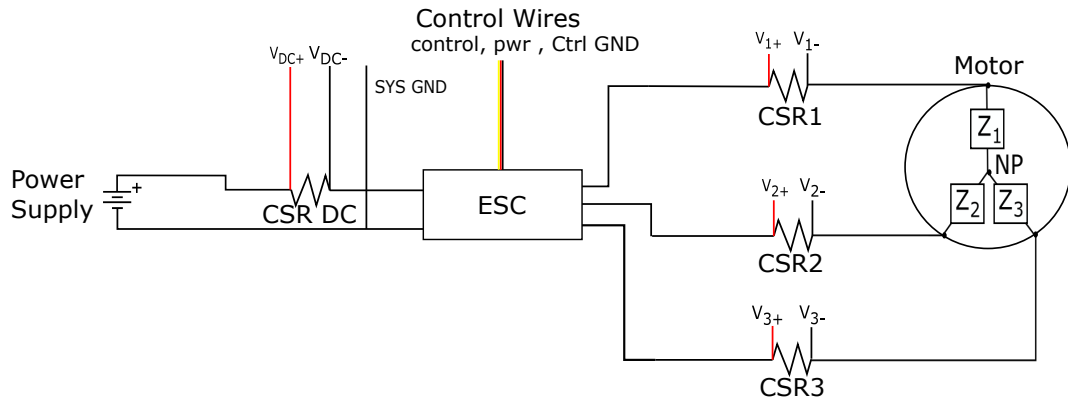 Control Wires
control, pwr , Ctrl GND
VDC+
VDC-
SYS GND
V1+
V1-
CSR1
Motor
Z1
NP
Z2
Z3
Power
Supply
+
CSR DC
ESC
V2+
V2-
CSR2
V3+
V3-
CSR3